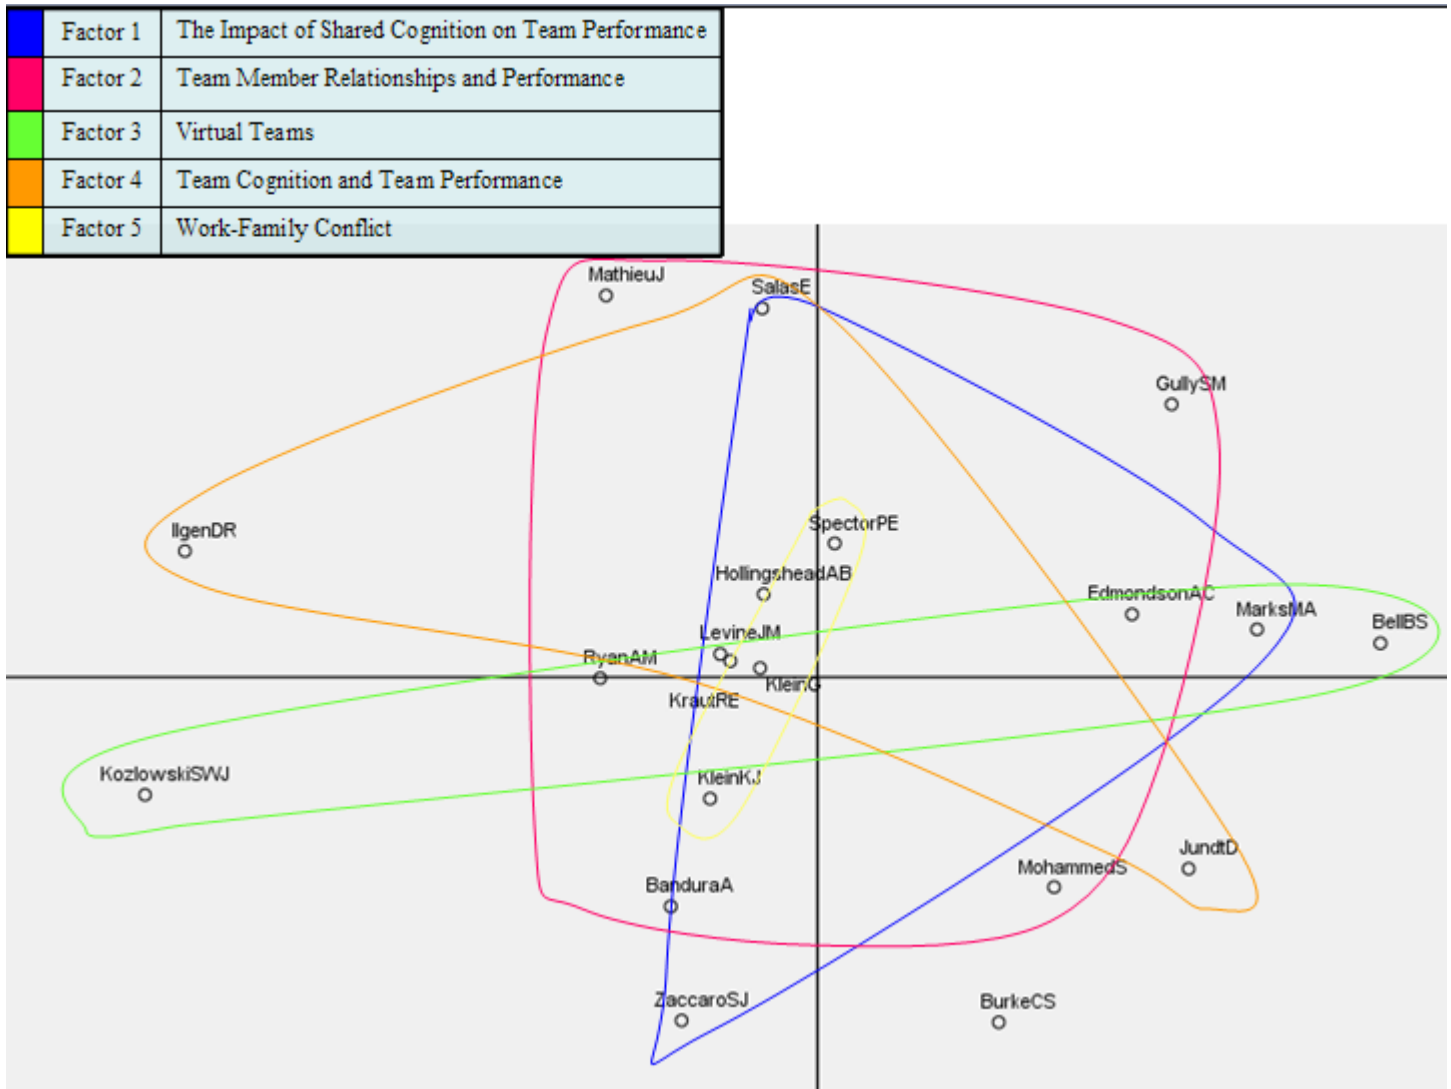 Factor 1 The Impact of Shared Cognition on Team Performance
Factor 2 Team Member Relationships and Performance
Factor 3 Virtual Teams
Factor 4 Team Cognition and Team Performance
Factor 5 Work-Family Conflict
MathieuJ
SalasE
GullySM
IlgenDR
SpectorPE
HollingsheadAB
EdmondsonAC
MarksMA
BellBS
LevineJM
RyanAM
KleinG
KrautRE
KozlowskiSWJ
KleinKJ
JundtD
MohammedS
BanduraA
ZaccaroSJ
BurkeCS